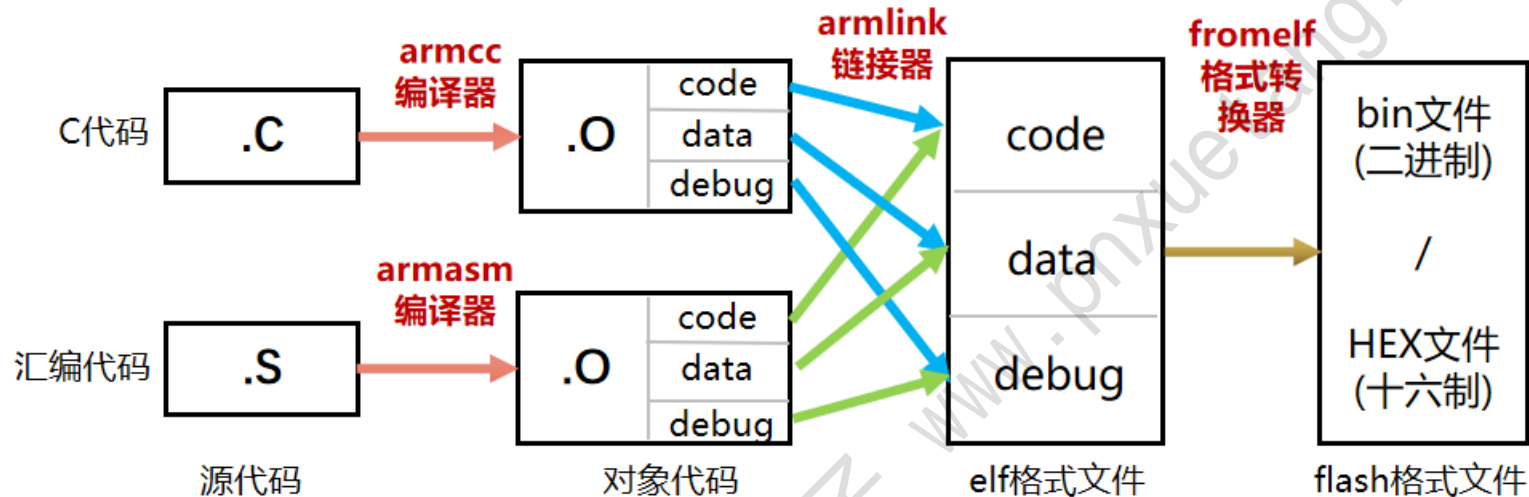 armcc
编译器
armlink
链接器
fromelf
格式转
换器
C代码
.C
.O
code
data
debug
code
data
debug
bin文件
(二进制)
/
HEX文件
(十六制)
armasm
编译器
汇编代码
.S
.O
code
data
debug
源代码
对象代码
elf格式文件
flash格式文件
www.pnxuetang.